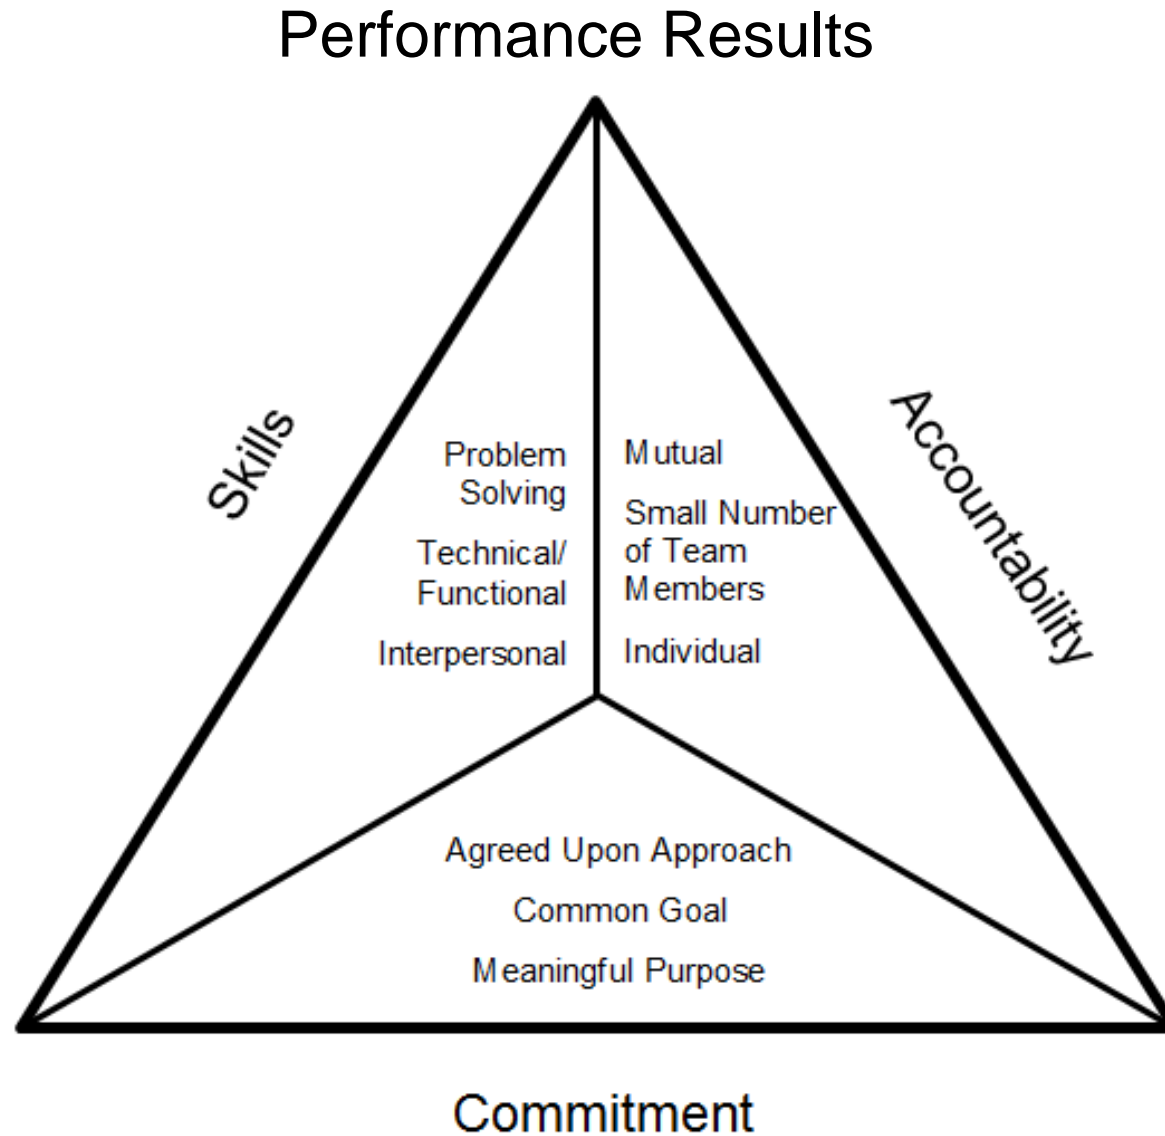 Performance Results
Skills
Accountability
Problem
Solving
Technical/
Functional
Interpersonal
Mutual
Small Number
of Team
Members
Individual
Agreed Upon Approach
Common Goal
Meaningful Purpose
Commitment